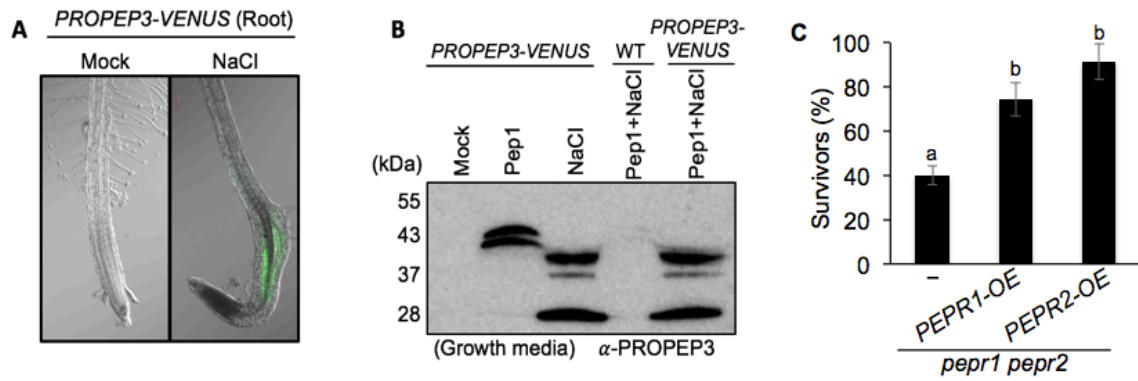 A
PROPEP3-VENUS (Root)
Mock NaCl
B
PROPEP3-VENUS WT PROPEP3-VENUS
Mock Pep1 NaCl Pep1+NaCl Pep1+NaCl
(kDa)
55
43
37
28
(Growth media) α-PROPEP3
C
Survivors (%)
100
80
60
40
20
0
a b b
– PEPR1-OE PEPR2-OE
pepr1 pepr2